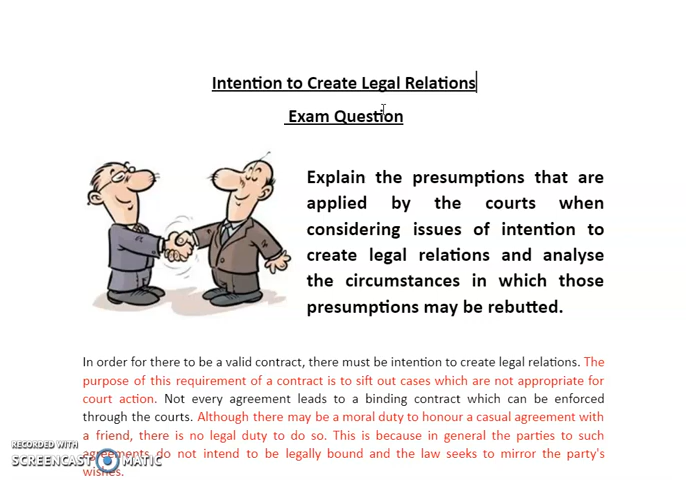 Intention to Create Legal Relations
Exam Question
Explain the presumptions that are
applied by the courts when
considering issues of intention to
create legal relations and analyse
the circumstances in which those
presumptions may be rebutted.
In order for there to be a valid contract, there must be intention to create legal relations. The
purpose of this requirement of a contract is to sift out cases which are not appropriate for
court action. Not every agreement leads to a binding contract which can be enforced
through the courts. Although there may be a moral duty to honour a casual agreement with
a friend, there is no legal duty to do so. This is because in general the parties to such
agreements do not intend to be legally bound and the law seeks to mirror the party's
wishes.
RECORDED WITH
SCREENCAST MATIC